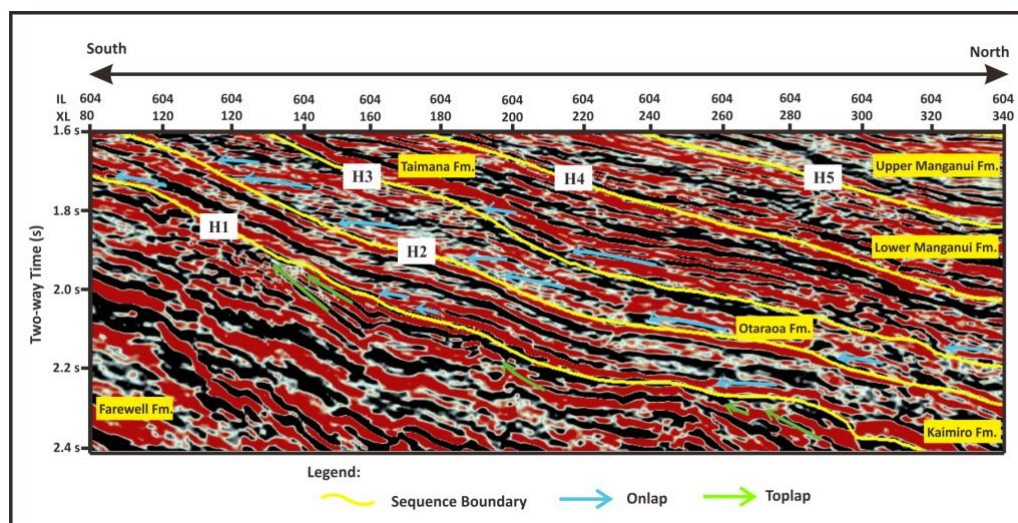 South North
IL 604 604 604 604 604 604 604 604 604 604 604 604 604 604
XL 80 120 120 140 160 180 200 220 240 260 280 300 320 340
1.6 s
Taimana Fm.
Upper Manganui Fm.
H3
H4
H5
1.8 s
H1
H2
Lower Manganui Fm.
Two-way Time (s)
2.0 s
Otaraoa Fm.
2.2 s
Farewell Fm.
Kaimiro Fm.
2.4 s
Legend:
Sequence Boundary Onlap Toplap